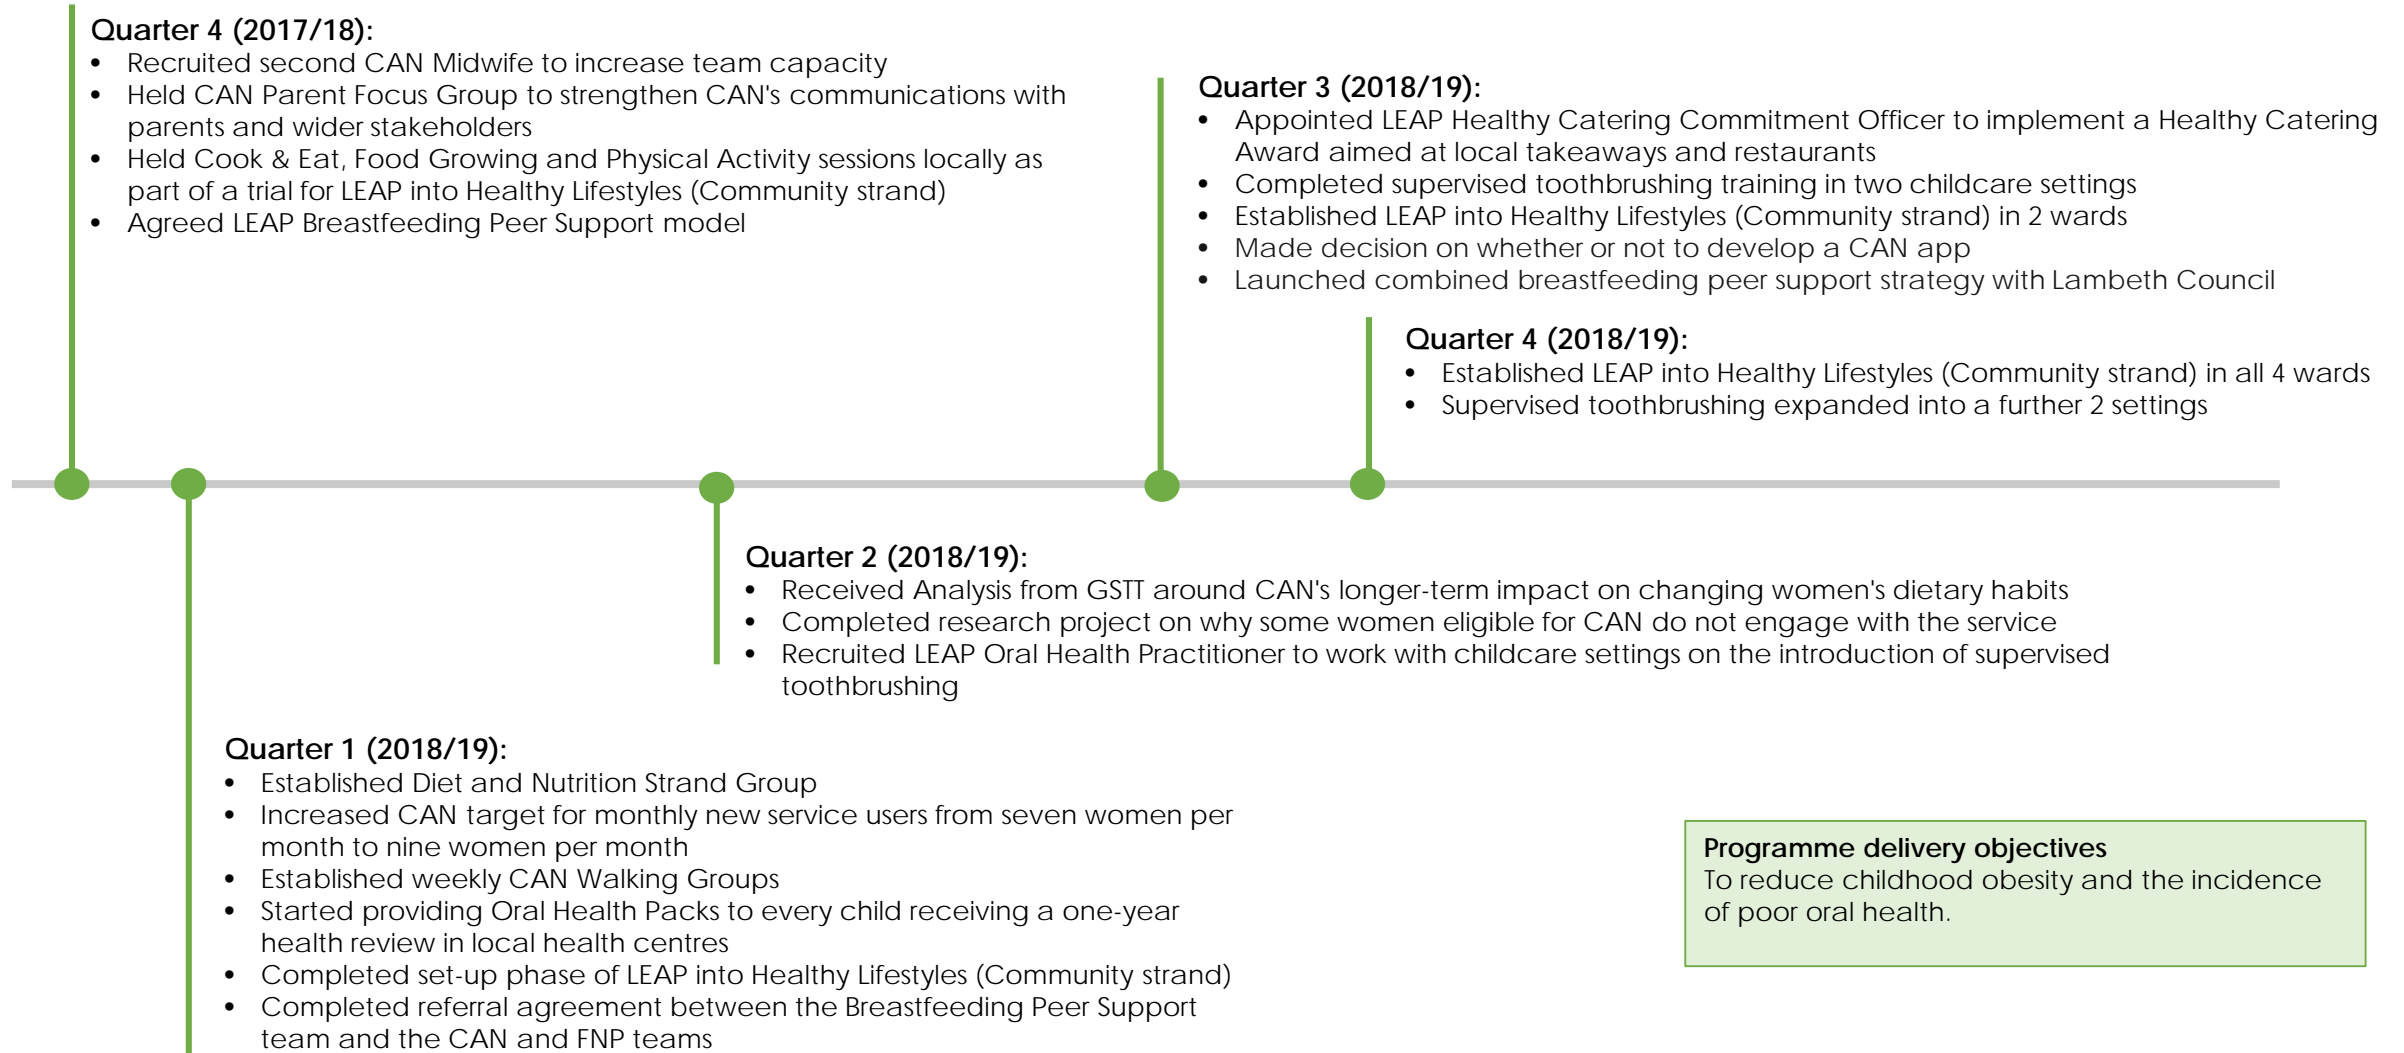 Quarter 4 (2017/18):
• Recruited second CAN Midwife to increase team capacity
• Held CAN Parent Focus Group to strengthen CAN's communications with
parents and wider stakeholders
• Held Cook & Eat, Food Growing and Physical Activity sessions locally as
part of a trial for LEAP into Healthy Lifestyles (Community strand)
• Agreed LEAP Breastfeeding Peer Support model
Quarter 3 (2018/19):
• Appointed LEAP Healthy Catering Commitment Officer to implement a Healthy Catering
Award aimed at local takeaways and restaurants
• Completed supervised toothbrushing training in two childcare settings
• Established LEAP into Healthy Lifestyles (Community strand) in 2 wards
• Made decision on whether or not to develop a CAN app
• Launched combined breastfeeding peer support strategy with Lambeth Council
Quarter 4 (2018/19):
• Established LEAP into Healthy Lifestyles (Community strand) in all 4 wards
• Supervised toothbrushing expanded into a further 2 settings
Quarter 2 (2018/19):
• Received Analysis from GSTT around CAN's longer-term impact on changing women's dietary habits
• Completed research project on why some women eligible for CAN do not engage with the service
• Recruited LEAP Oral Health Practitioner to work with childcare settings on the introduction of supervised
toothbrushing
Quarter 1 (2018/19):
• Established Diet and Nutrition Strand Group
• Increased CAN target for monthly new service users from seven women per
month to nine women per month
• Established weekly CAN Walking Groups
• Started providing Oral Health Packs to every child receiving a one-year
health review in local health centres
• Completed set-up phase of LEAP into Healthy Lifestyles (Community strand)
• Completed referral agreement between the Breastfeeding Peer Support
team and the CAN and FNP teams
Programme delivery objectives
To reduce childhood obesity and the incidence
of poor oral health.